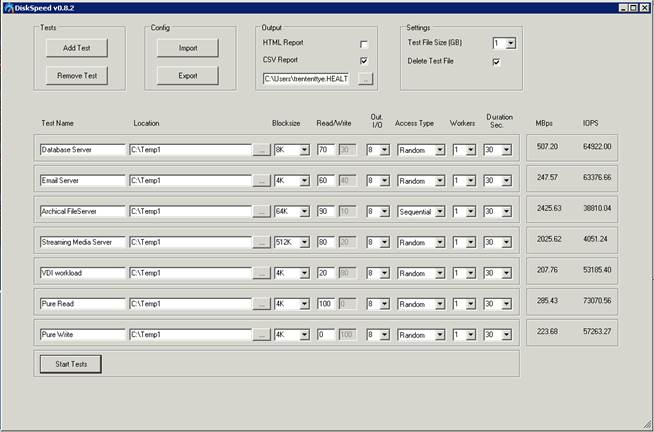 DiskSpeed v0.8.2
Tests Config Output Settings
Add Test Import HTML Report Test File Size (GB) 1
Remove Test Export CSV Report Delete Test File
C:\Users\trententtye.HEALT ...
Test Name Location Blocksize Read/Write Out. I/O Access Type Workers Duration Sec. MBps IOPS
Database Server C:\Temp1 ... 8K 70 30 8 Random 1 30 507.20 64922.00
Email Server C:\Temp1 ... 4K 60 40 8 Random 1 30 247.57 63376.66
Archical FileServer C:\Temp1 ... 64K 90 10 8 Sequential 1 30 2425.63 38810.04
Streaming Media Server C:\Temp1 ... 512K 80 20 8 Random 1 30 2025.62 4051.24
VDI workload C:\Temp1 ... 4K 20 80 8 Random 1 30 207.76 53185.40
Pure Read C:\Temp1 ... 4K 100 0 8 Random 1 30 285.43 73070.56
Pure Write C:\Temp1 ... 4K 0 100 8 Random 1 30 223.68 57263.27
Start Tests